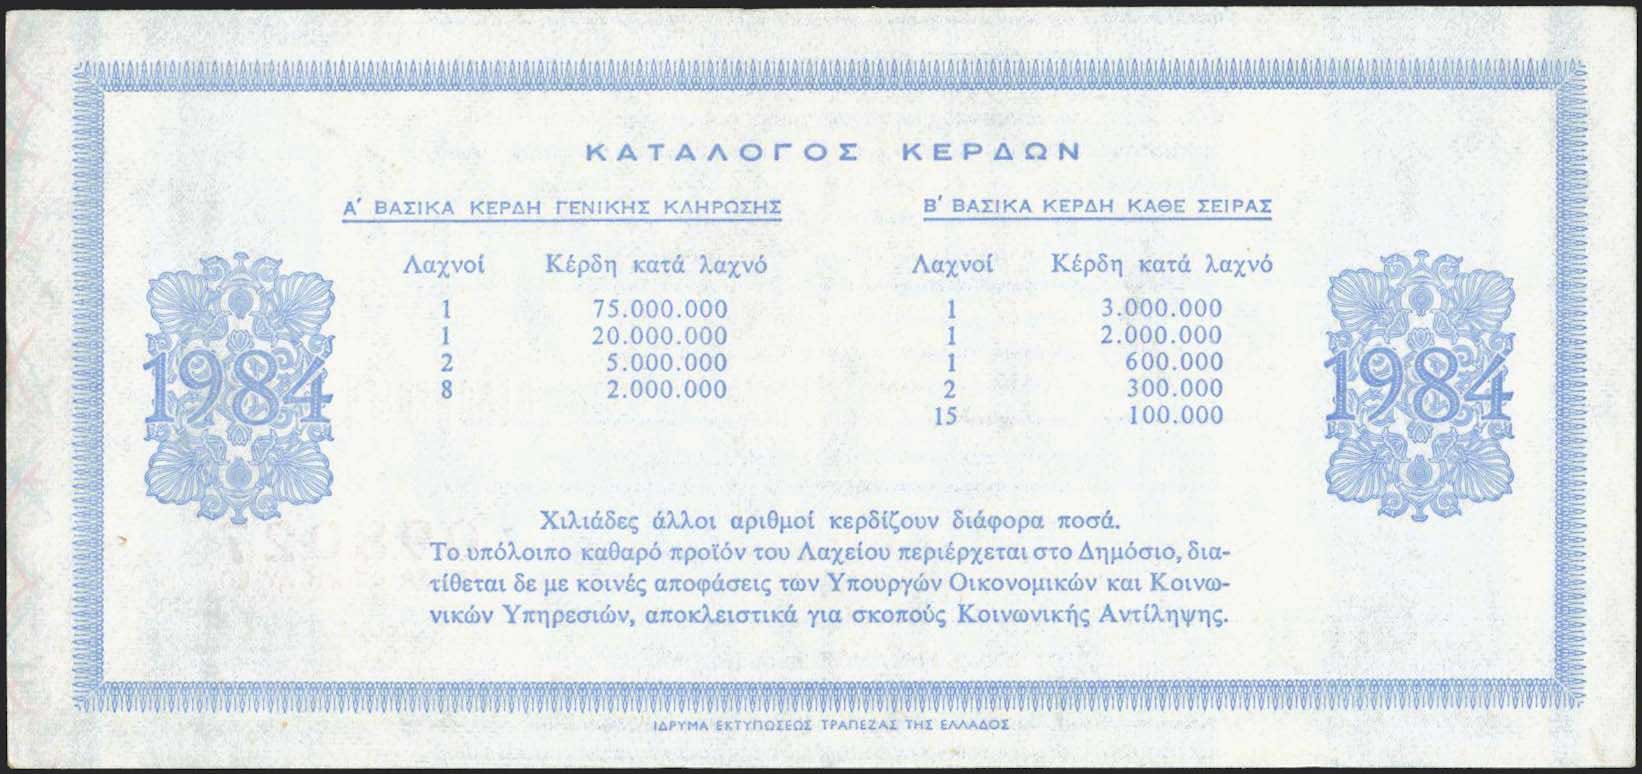 ΚΑΤΑΛΟΓΟΣ ΚΕΡΔΩΝ
Α΄ ΒΑΣΙΚΑ ΚΕΡΔΗ ΓΕΝΙΚΗΣ ΚΛΗΡΩΣΗΣ
Λαχνοί Κέρδη κατά λαχνό
1 75.000.000
1 20.000.000
2 5.000.000
8 2.000.000
Β΄ ΒΑΣΙΚΑ ΚΕΡΔΗ ΚΑΘΕ ΣΕΙΡΑΣ
Λαχνοί Κέρδη κατά λαχνό
1 3.000.000
1 2.000.000
1 600.000
2 300.000
15 100.000
1984
1984
Χιλιάδες άλλοι αριθμοί κερδίζουν διάφορα ποσά.
Το υπόλοιπο καθαρό προϊόν του Λαχείου περιέρχεται στο Δημόσιο, δια-
τίθεται δε με κοινές αποφάσεις των Υπουργών Οικονομικών και Κοινω-
νικών Υπηρεσιών, αποκλειστικά για σκοπούς Κοινωνικής Αντίληψης.
ΙΔΡΥΜΑ ΕΚΤΥΠΩΣΕΩΣ ΤΡΑΠΕΖΑΣ ΤΗΣ ΕΛΛΑΔΟΣ